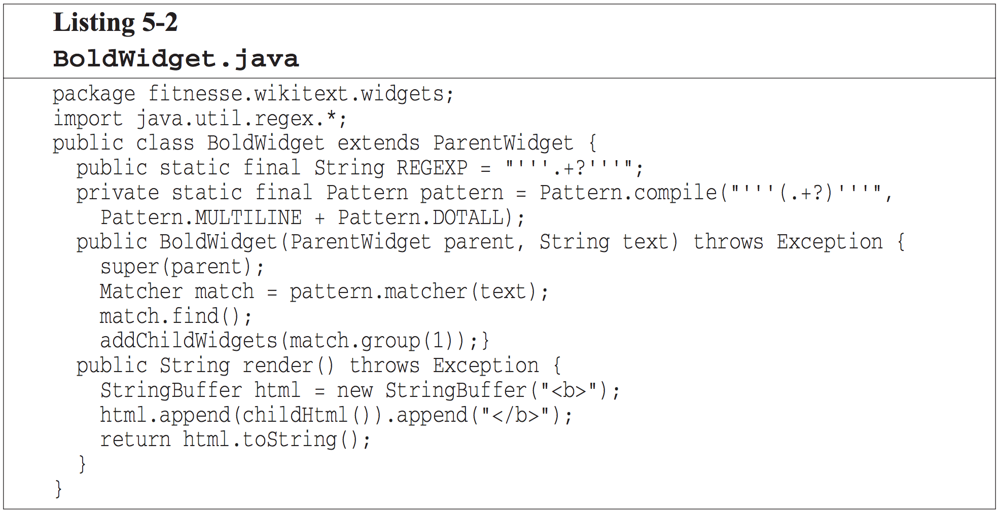 Listing 5-2
BoldWidget.java
package fitnesse.wikitext.widgets;
import java.util.regex.*;
public class BoldWidget extends ParentWidget {
  public static final String REGEXP = "'''.+?'''";
  private static final Pattern pattern = Pattern.compile("'''(.+?)'''",
    Pattern.MULTILINE + Pattern.DOTALL);
  public BoldWidget(ParentWidget parent, String text) throws Exception {
    super(parent);
    Matcher match = pattern.matcher(text);
    match.find();
    addChildWidgets(match.group(1));}
  public String render() throws Exception {
    StringBuffer html = new StringBuffer("<b>");
    html.append(childHtml()).append("</b>");
    return html.toString();
  }
}